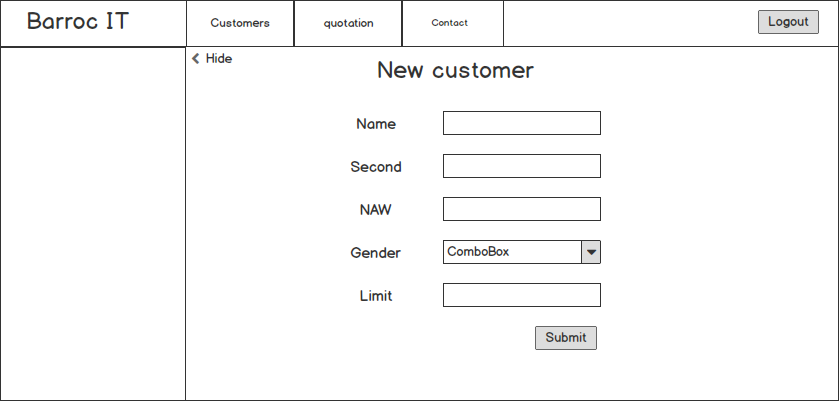 Barroc IT
Customers
quotation
Contact
Logout
Hide
New customer
Name
Second
NAW
Gender
ComboBox
Limit
Submit